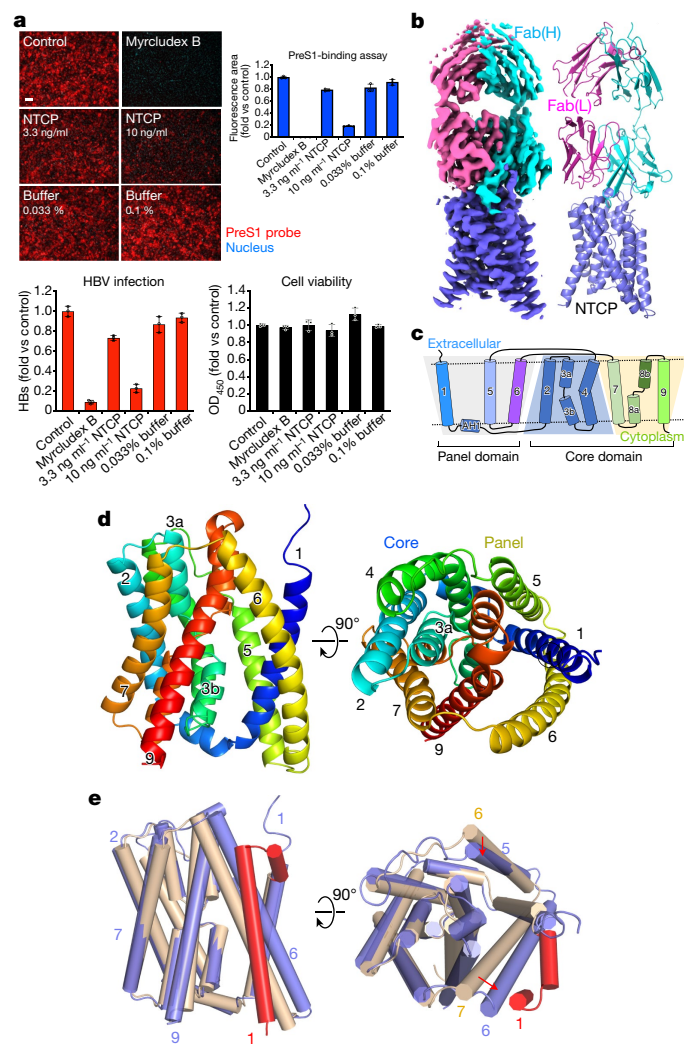 a
Control
Myrcludex B
NTCP
3.3 ng/ml
NTCP
10 ng/ml
Buffer
0.033 %
Buffer
0.1 %
PreS1 probe
Nucleus
PreS1-binding assay
Fluorescence area
(fold vs control)
1.2
1.0
0.8
0.6
0.4
0.2
0
Control
Myrcludex B
3.3 ng ml⁻¹ NTCP
10 ng ml⁻¹ NTCP
0.033% buffer
0.1% buffer
HBV infection
HBs (fold vs control)
1.2
1.0
0.8
0.6
0.4
0.2
0
Control
Myrcludex B
3.3 ng ml⁻¹ NTCP
10 ng ml⁻¹ NTCP
0.033% buffer
0.1% buffer
Cell viability
OD450 (fold vs control)
1.4
1.2
1.0
0.8
0.6
0.4
0.2
0
Control
Myrcludex B
3.3 ng ml⁻¹ NTCP
10 ng ml⁻¹ NTCP
0.033% buffer
0.1% buffer
b
Fab(H)
Fab(L)
NTCP
c
Extracellular
1
5
6
2
3a
3b
4
7
8b
8a
9
AH1
Cytoplasm
Panel domain
Core domain
d
3a
2
1
6
5
3b
7
9
90°
Core
Panel
4
5
3a
1
2
7
9
6
e
2
1
7
6
9
1
90°
6
5
7
6
1